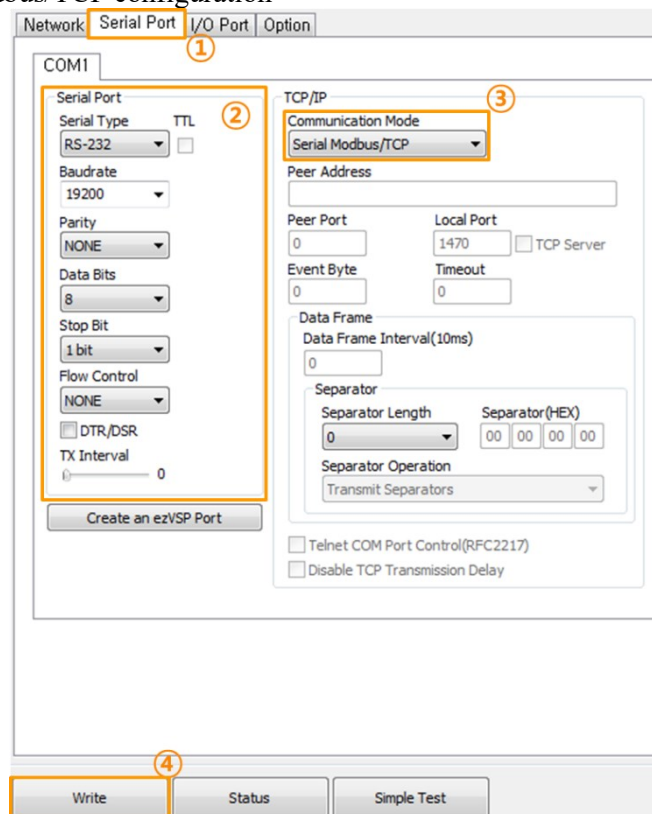 bus/TCP configuration
Network Serial Port I/O Port Option
①
COM1
Serial Port
②
Serial Type TTL
RS-232
Baudrate
19200
Parity
NONE
Data Bits
8
Stop Bit
1 bit
Flow Control
NONE
DTR/DSR
TX Interval
0
Create an ezVSP Port
TCP/IP
③
Communication Mode
Serial Modbus/TCP
Peer Address
Peer Port Local Port
0 1470 TCP Server
Event Byte Timeout
0 0
Data Frame
Data Frame Interval(10ms)
0
Separator
Separator Length Separator(HEX)
0 00 00 00 00
Separator Operation
Transmit Separators
Telnet COM Port Control(RFC2217)
Disable TCP Transmission Delay
④
Write Status Simple Test